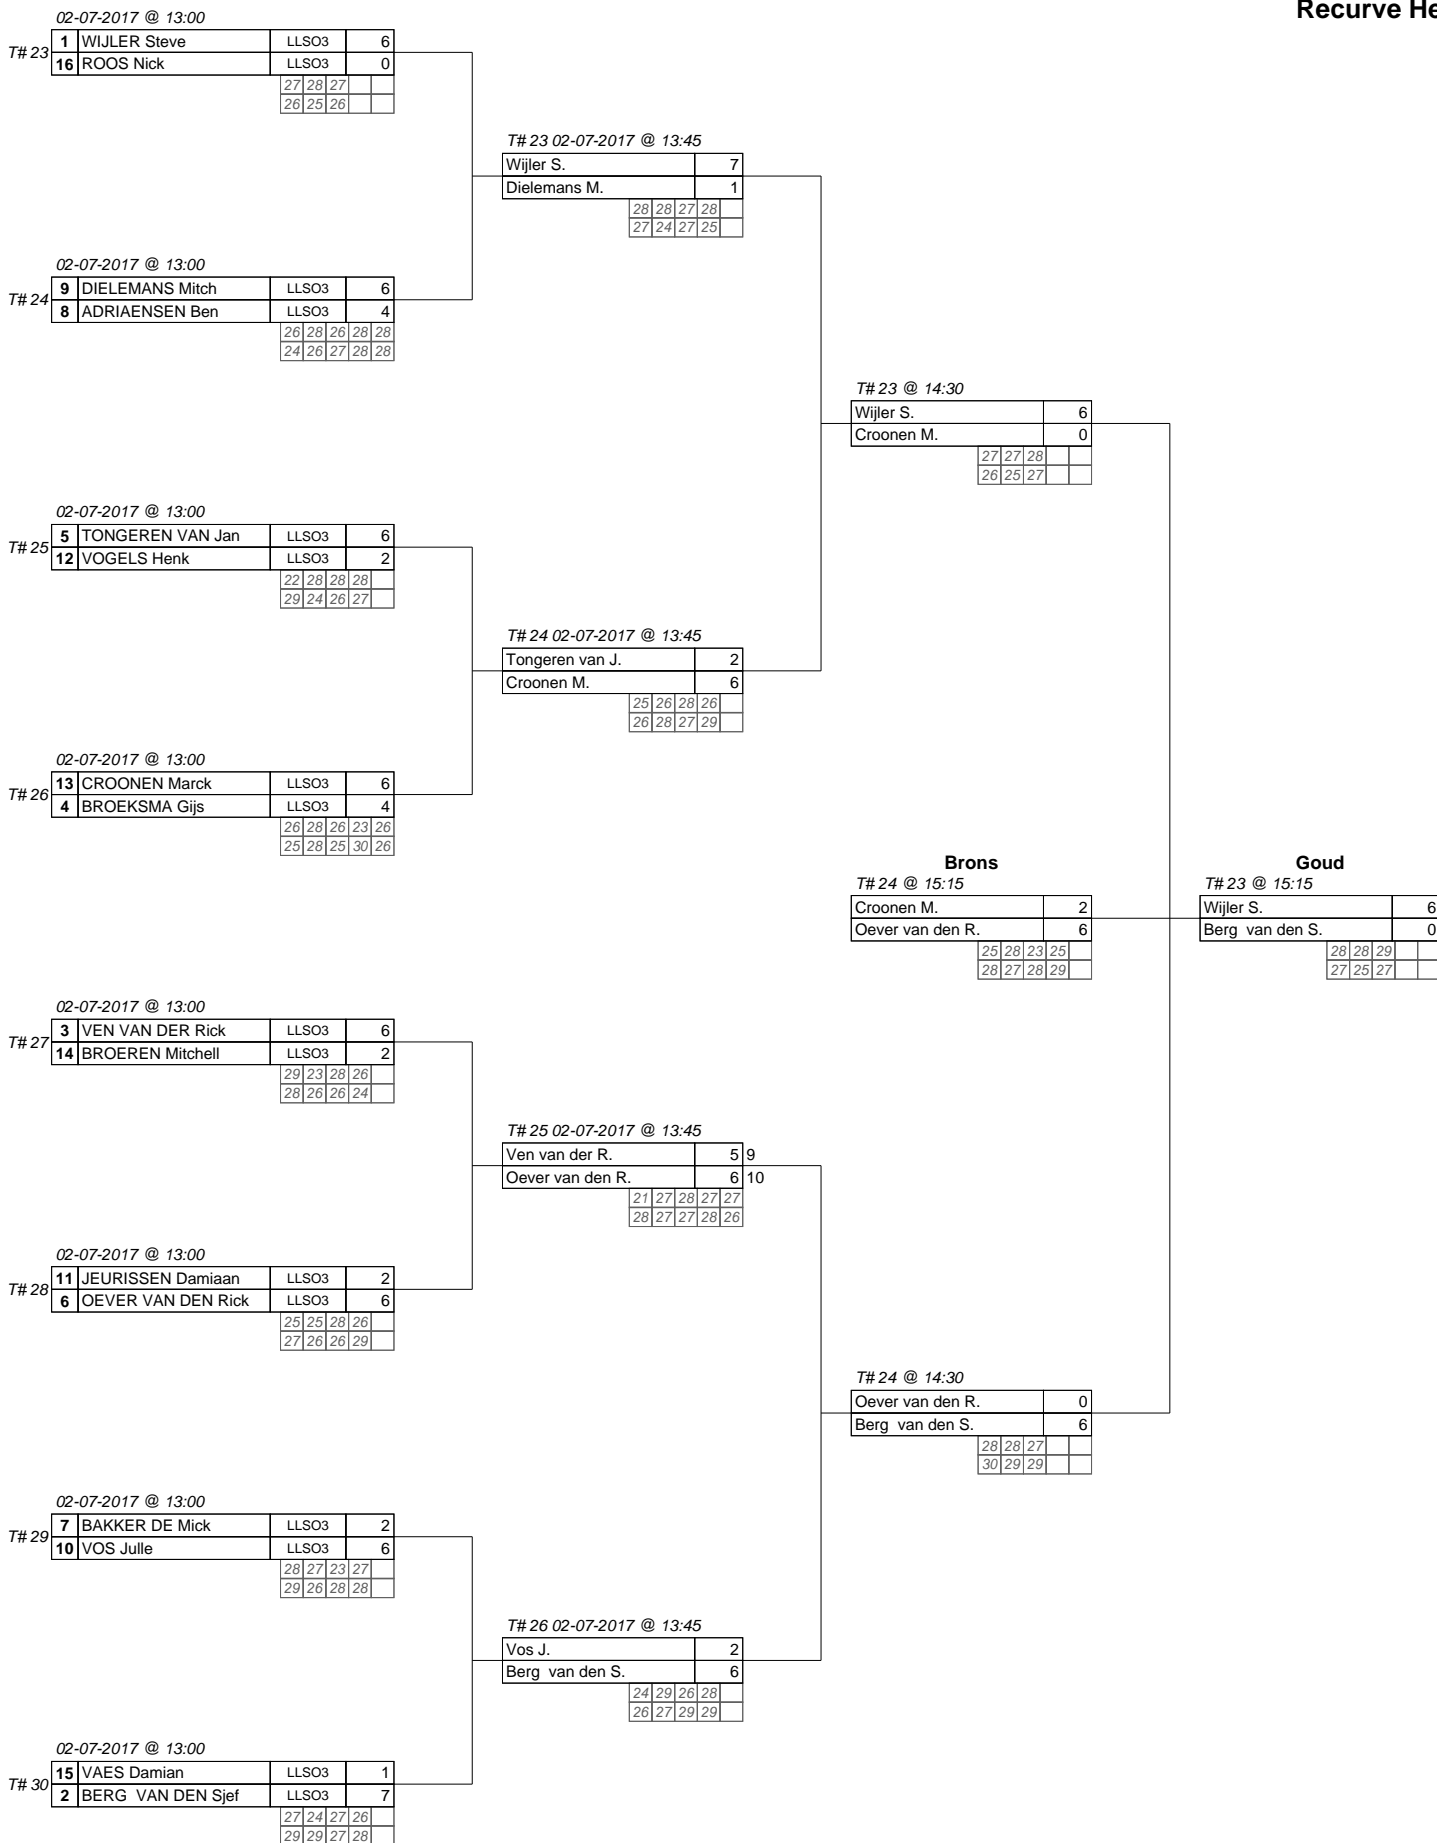 Recurve He
02-07-2017 @ 13:00
T# 23
1 WIJLER Steve LLSO3 6
16 ROOS Nick LLSO3 0
27 28 27
26 25 26
T# 23 02-07-2017 @ 13:45
Wijler S. 7
Dielemans M. 1
28 28 27 28
27 24 27 25
02-07-2017 @ 13:00
T# 24
9 DIELEMANS Mitch LLSO3 6
8 ADRIAENSEN Ben LLSO3 4
26 28 26 28 28
24 26 27 28 28
T# 23 @ 14:30
Wijler S. 6
Croonen M. 0
27 27 28
26 25 27
02-07-2017 @ 13:00
T# 25
5 TONGEREN VAN Jan LLSO3 6
12 VOGELS Henk LLSO3 2
22 28 28 28
29 24 26 27
T# 24 02-07-2017 @ 13:45
Tongeren van J. 2
Croonen M. 6
25 26 28 26
26 28 27 29
02-07-2017 @ 13:00
T# 26
13 CROONEN Marck LLSO3 6
4 BROEKSMA Gijs LLSO3 4
26 28 26 23 26
25 28 25 30 26
Brons
T# 24 @ 15:15
Croonen M. 2
Oever van den R. 6
25 28 23 25
28 27 28 29
Goud
T# 23 @ 15:15
Wijler S. 6
Berg van den S. 0
28 28 29
27 25 27
02-07-2017 @ 13:00
T# 27
3 VEN VAN DER Rick LLSO3 6
14 BROEREN Mitchell LLSO3 2
29 23 28 26
28 26 26 24
T# 25 02-07-2017 @ 13:45
Ven van der R. 5 9
Oever van den R. 6 10
21 27 28 27 27
28 27 27 28 26
02-07-2017 @ 13:00
T# 28
11 JEURISSEN Damiaan LLSO3 2
6 OEVER VAN DEN Rick LLSO3 6
25 25 28 26
27 26 26 29
T# 24 @ 14:30
Oever van den R. 0
Berg van den S. 6
28 28 27
30 29 29
02-07-2017 @ 13:00
T# 29
7 BAKKER DE Mick LLSO3 2
10 VOS Julle LLSO3 6
28 27 23 27
29 26 28 28
T# 26 02-07-2017 @ 13:45
Vos J. 2
Berg van den S. 6
24 29 26 28
26 27 29 29
02-07-2017 @ 13:00
T# 30
15 VAES Damian LLSO3 1
2 BERG VAN DEN Sjef LLSO3 7
27 24 27 26
29 29 27 28